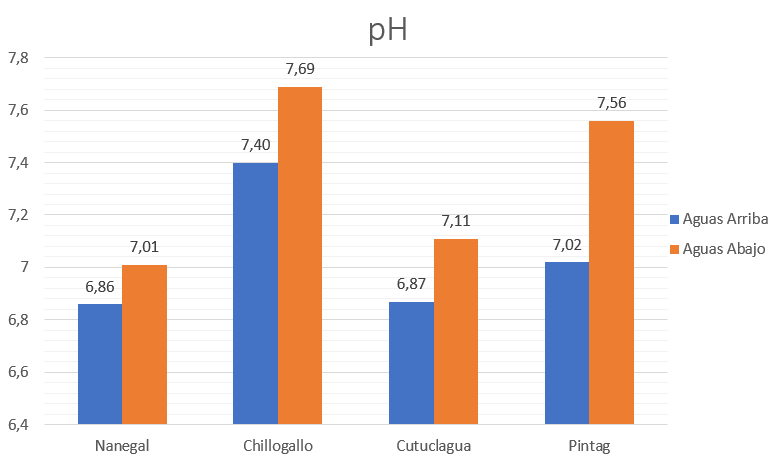 pH
7,8
7,6
7,4
7,2
7
6,8
6,6
6,4
6,86
7,01
7,40
7,69
6,87
7,11
7,02
7,56
Nanegal
Chillogallo
Cutuclagua
Pintag
Aguas Arriba
Aguas Abajo